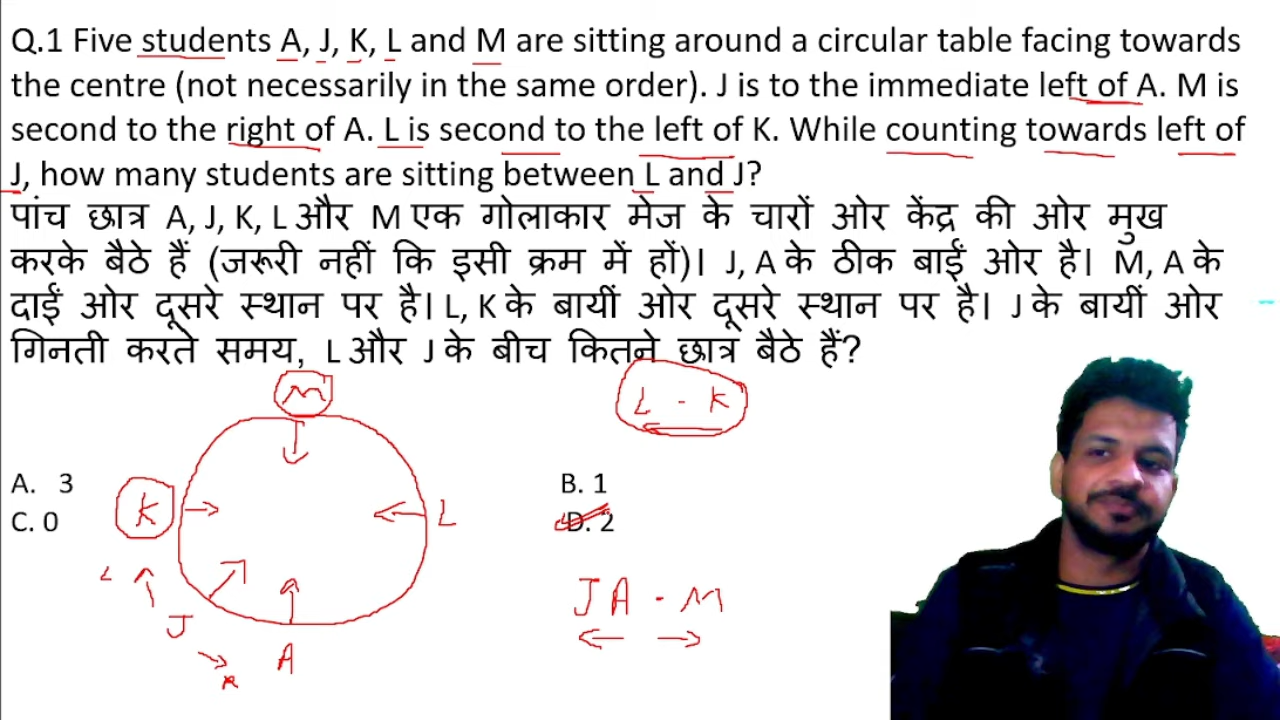 Q.1 Five students A, J, K, L and M are sitting around a circular table facing towards
the centre (not necessarily in the same order). J is to the immediate left of A. M is
second to the right of A. L is second to the left of K. While counting towards left of
J, how many students are sitting between L and J?
पांच छात्र A, J, K, L और M एक गोलाकार मेज के चारों ओर केंद्र की ओर मुख
करके बैठे हैं (जरूरी नहीं कि इसी क्रम में हों)। J, A के ठीक बाईं ओर है। M, A के
दाईं ओर दूसरे स्थान पर है। L, K के बायीं ओर दूसरे स्थान पर है। J के बायीं ओर
गिनती करते समय, L और J के बीच कितने छात्र बैठे हैं?
M
L - K
A. 3
B. 1
K
L
C. 0
D. 2
L
J
J A - M
A
R